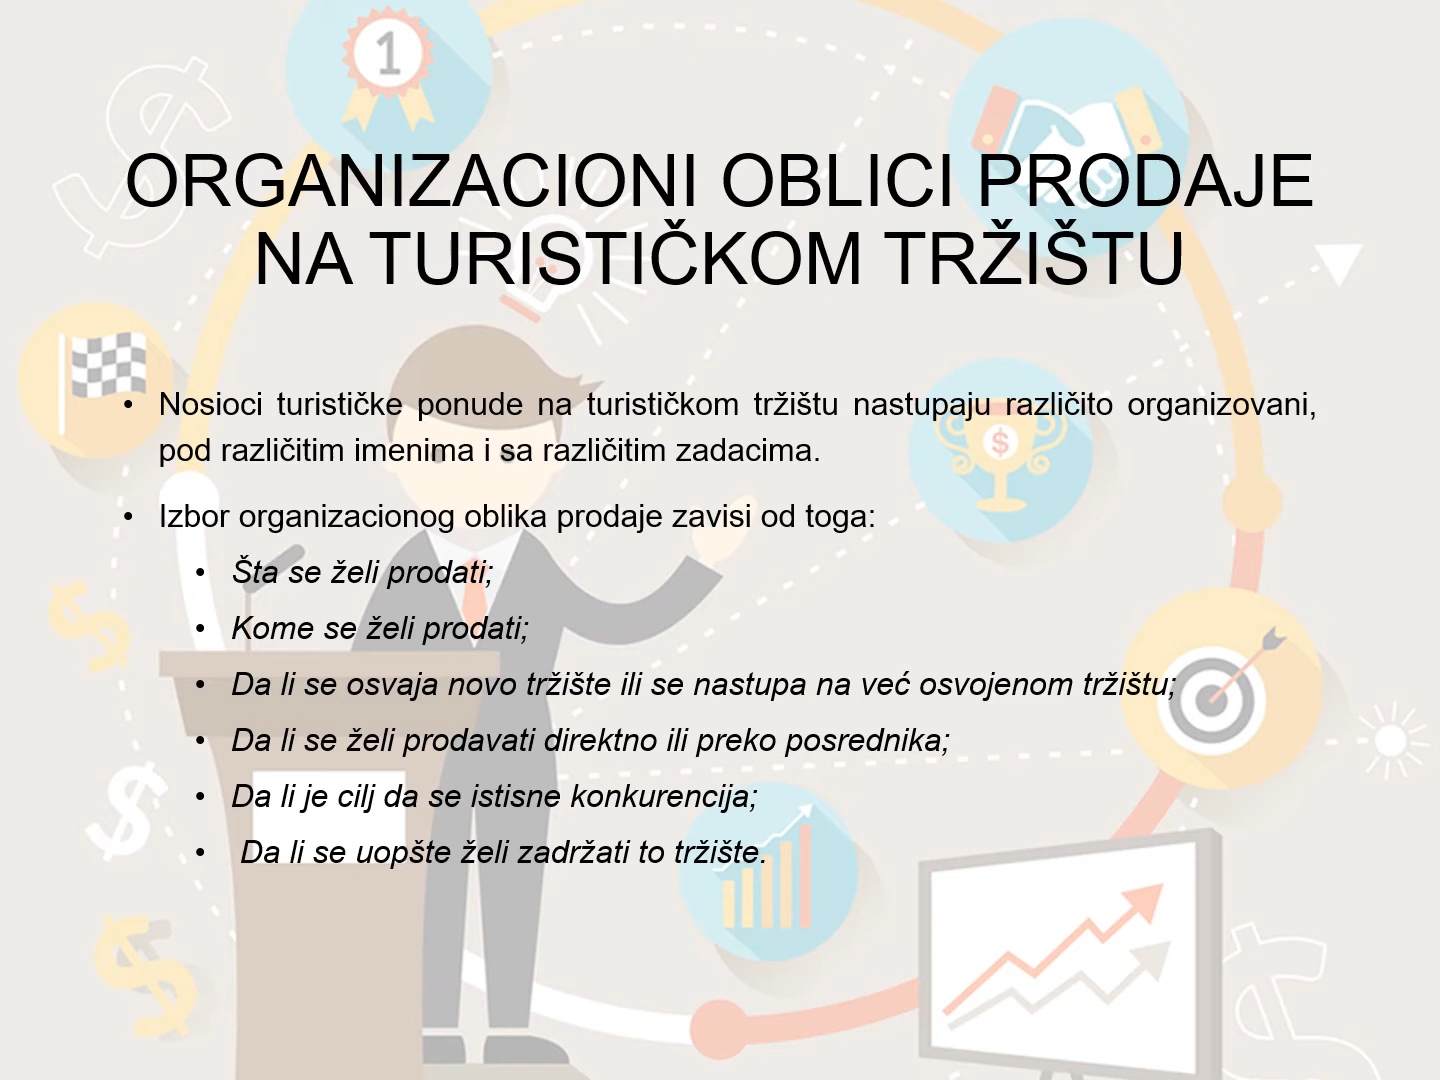 ORGANIZACIONI OBLICI PRODAJE
NA TURISTIČKOM TRŽIŠTU
1
• Nosioci turističke ponude na turističkom tržištu nastupaju različito organizovani,
pod različitim imenima i sa različitim zadacima.
• Izbor organizacionog oblika prodaje zavisi od toga:
• Šta se želi prodati;
• Kome se želi prodati;
• Da li se osvaja novo tržište ili se nastupa na već osvojenom tržištu;
• Da li se želi prodavati direktno ili preko posrednika;
• Da li je cilj da se istisne konkurencija;
• Da li se uopšte želi zadržati to tržište.